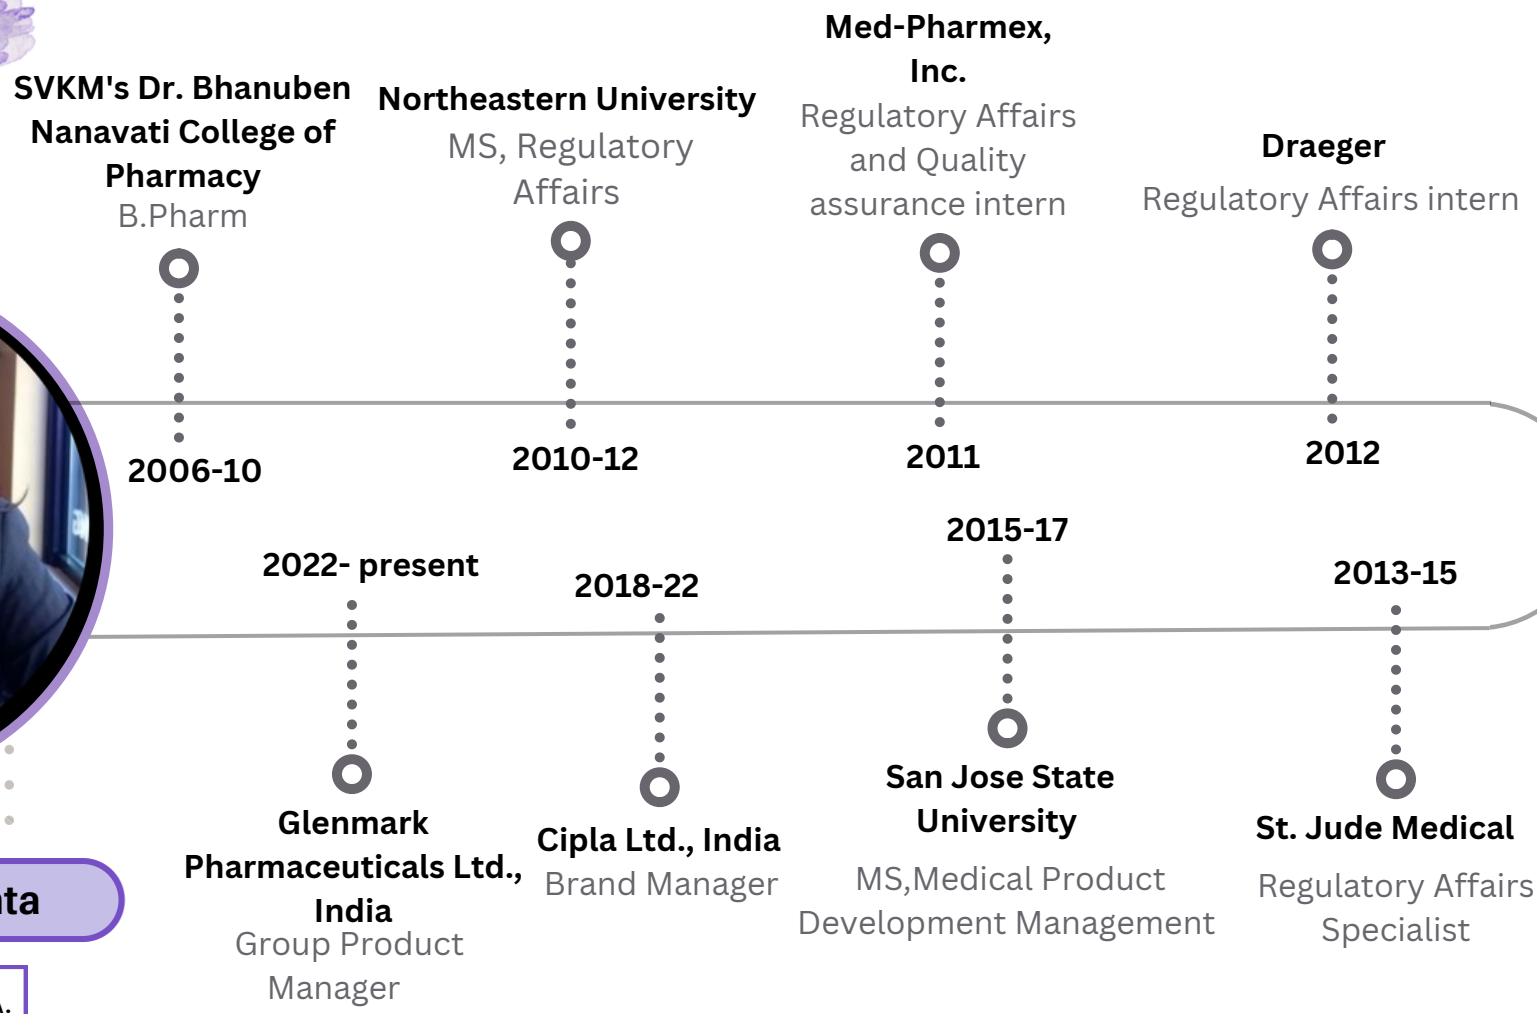 SVKM's Dr. Bhanuben
Nanavati College of
Pharmacy
B.Pharm
2006-10
Northeastern University
MS, Regulatory
Affairs
2010-12
Med-Pharmex,
Inc.
Regulatory Affairs
and Quality
assurance intern
2011
Draeger
Regulatory Affairs intern
2012
2013-15
St. Jude Medical
Regulatory Affairs
Specialist
2015-17
San Jose State
University
MS,Medical Product
Development Management
2018-22
Cipla Ltd., India
Brand Manager
2022- present
Glenmark
Pharmaceuticals Ltd.,
India
Group Product
Manager